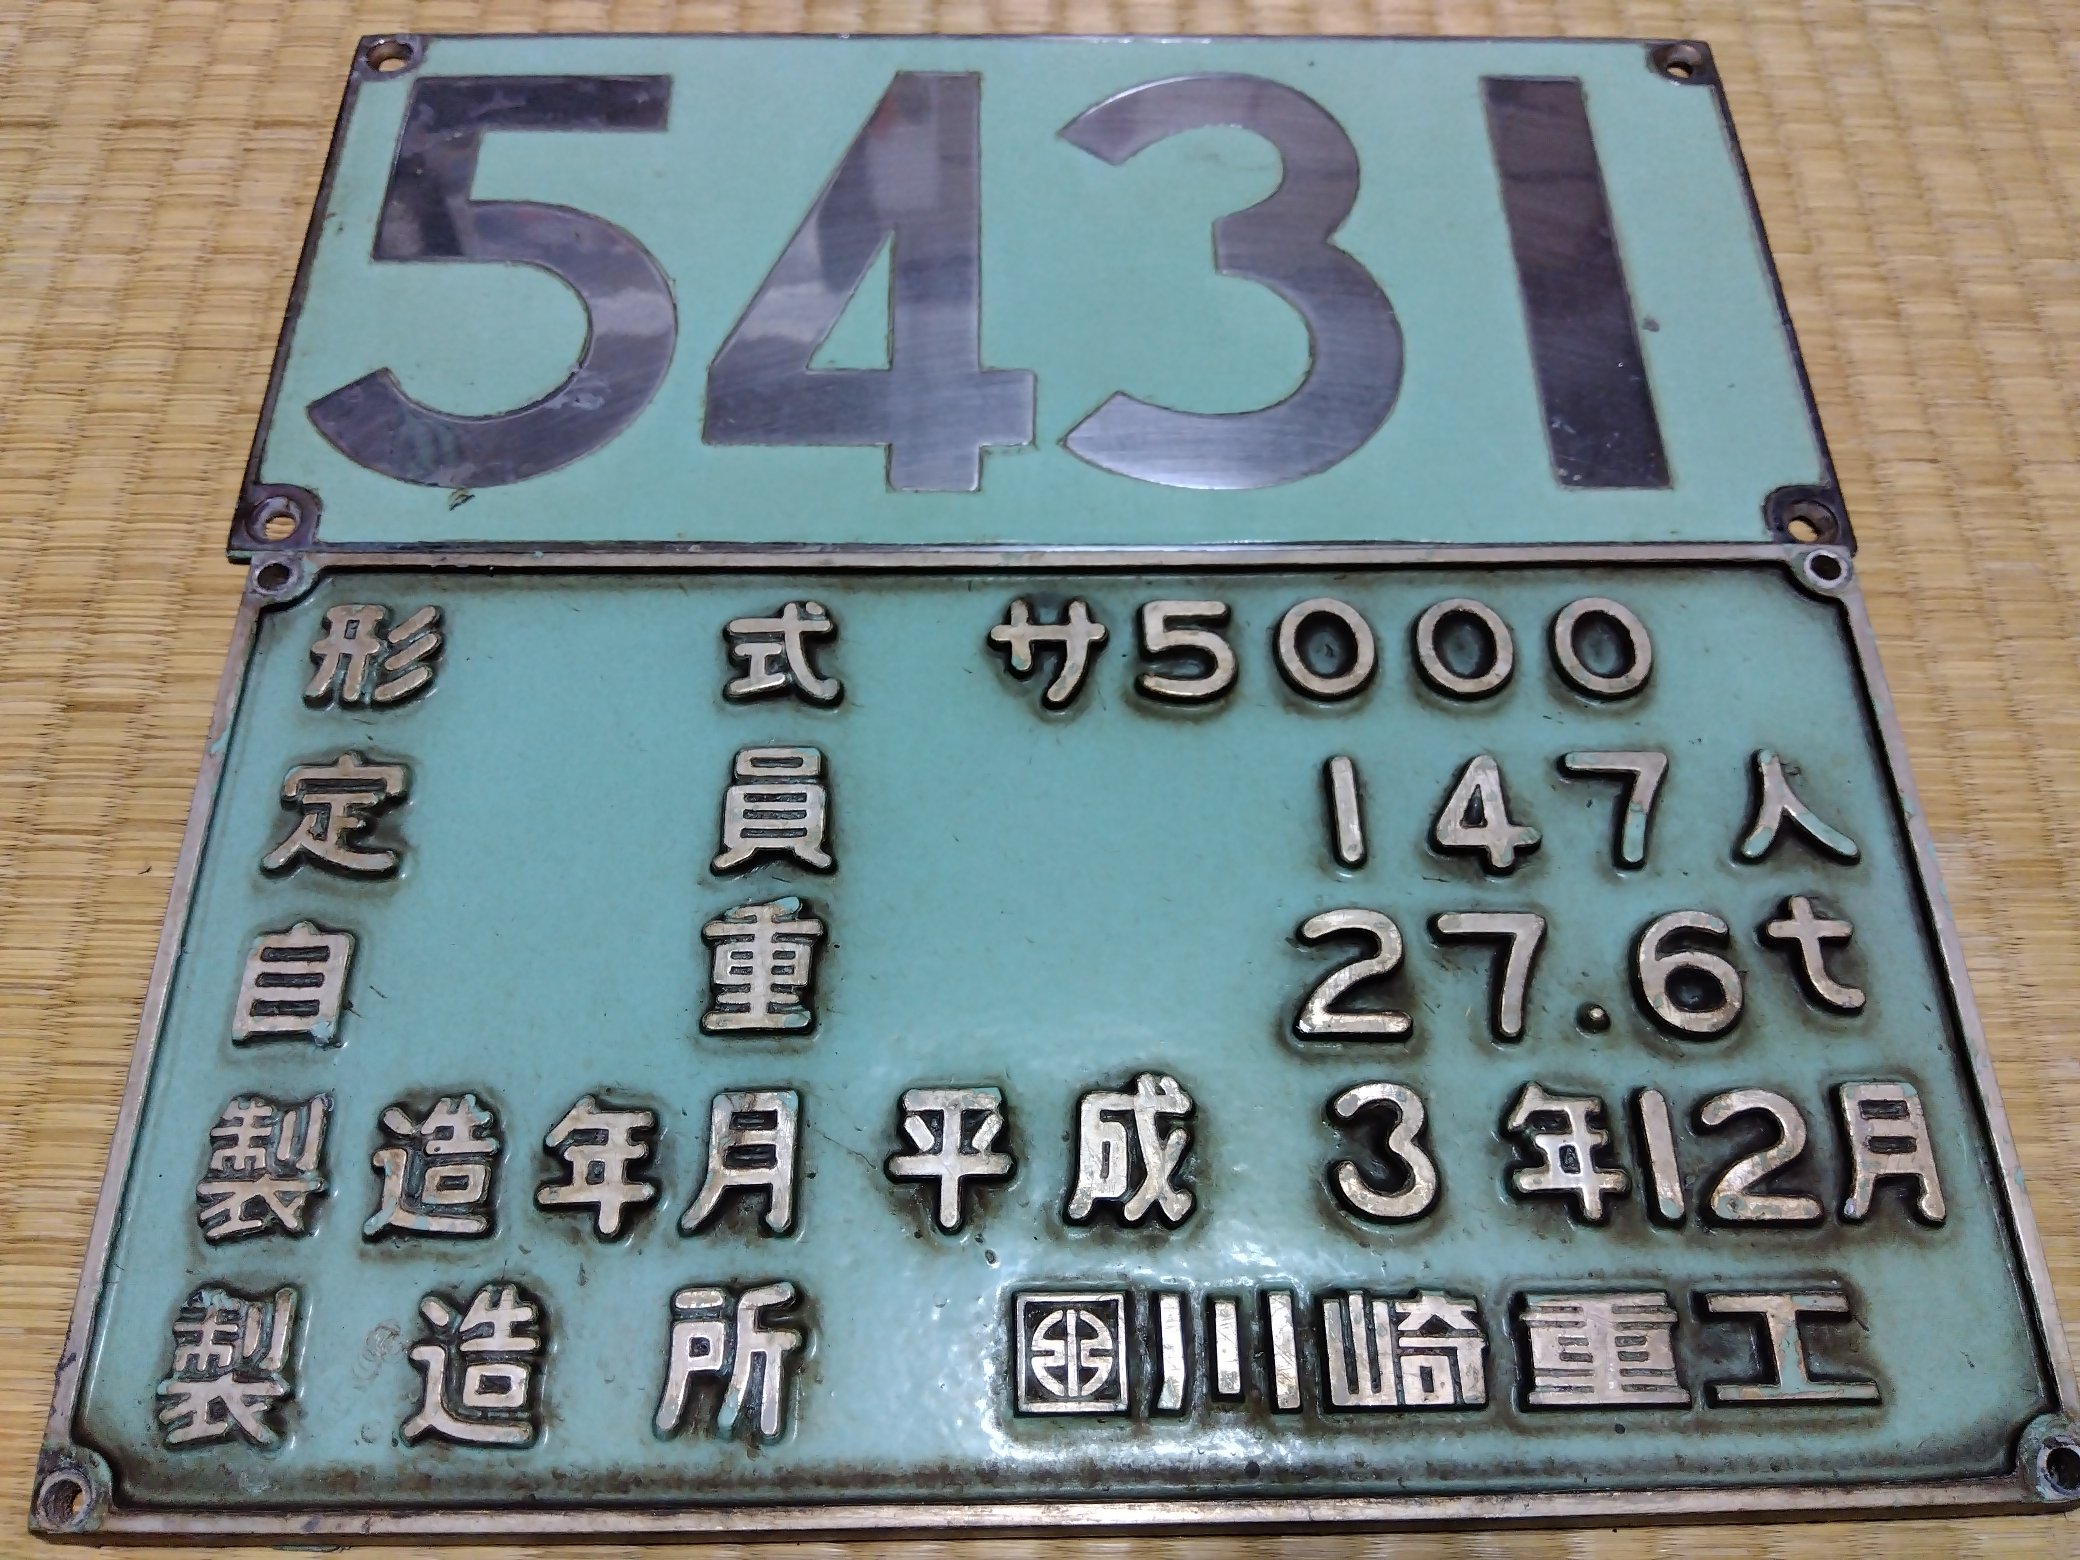 5431
形式 サ5000
定員 147人
自重 27.6t
製造年月 平成3年12月
製造所 川崎重工